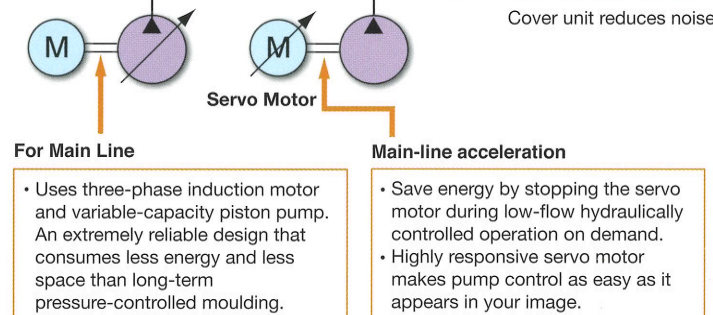 Cover unit reduces noise
M
M
Servo Motor
For Main Line
• Uses three-phase induction motor
and variable-capacity piston pump.
An extremely reliable design that
consumes less energy and less
space than long-term
pressure-controlled moulding.
Main-line acceleration
• Save energy by stopping the servo
motor during low-flow hydraulically
controlled operation on demand.
• Highly responsive servo motor
makes pump control as easy as it
appears in your image.